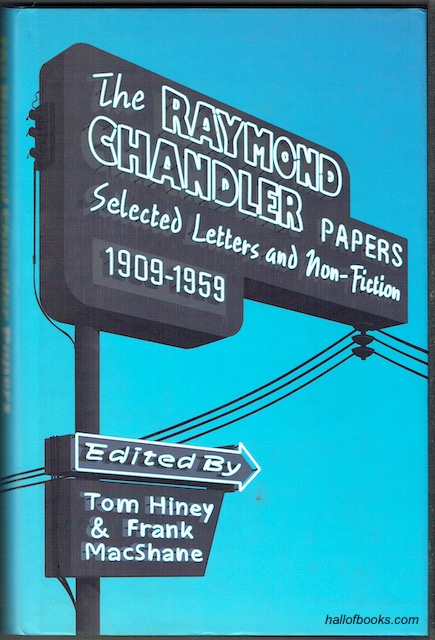 The RAYMOND
CHANDLER PAPERS
Selected Letters and Non-Fiction
1909-1959
Edited By
Tom Hiney
& Frank
MacShane
hallofbooks.com